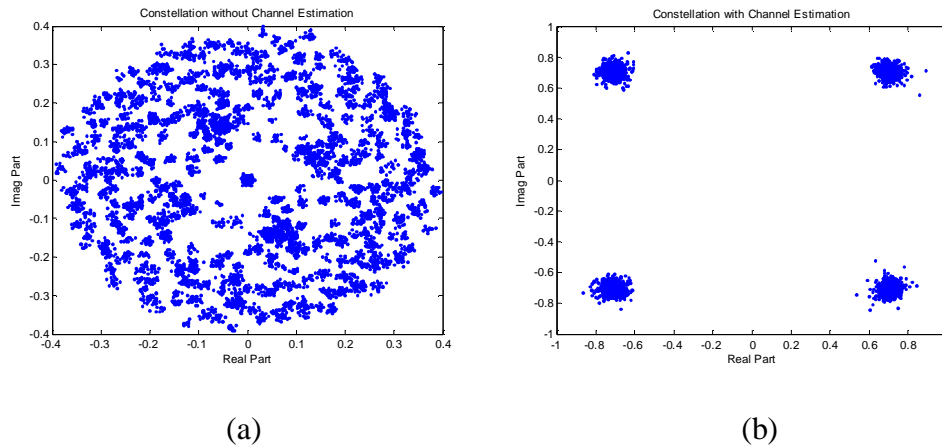 Constellation without Channel Estimation
0.4
0.3
0.2
0.1
0
-0.1
-0.2
-0.3
-0.4
-0.4 -0.3 -0.2 -0.1 0 0.1 0.2 0.3 0.4
Real Part
Imag Part
(a)
Constellation with Channel Estimation
1
0.8
0.6
0.4
0.2
0
-0.2
-0.4
-0.6
-0.8
-1
-1 -0.8 -0.6 -0.4 -0.2 0 0.2 0.4 0.6 0.8
Real Part
Imag Part
(b)